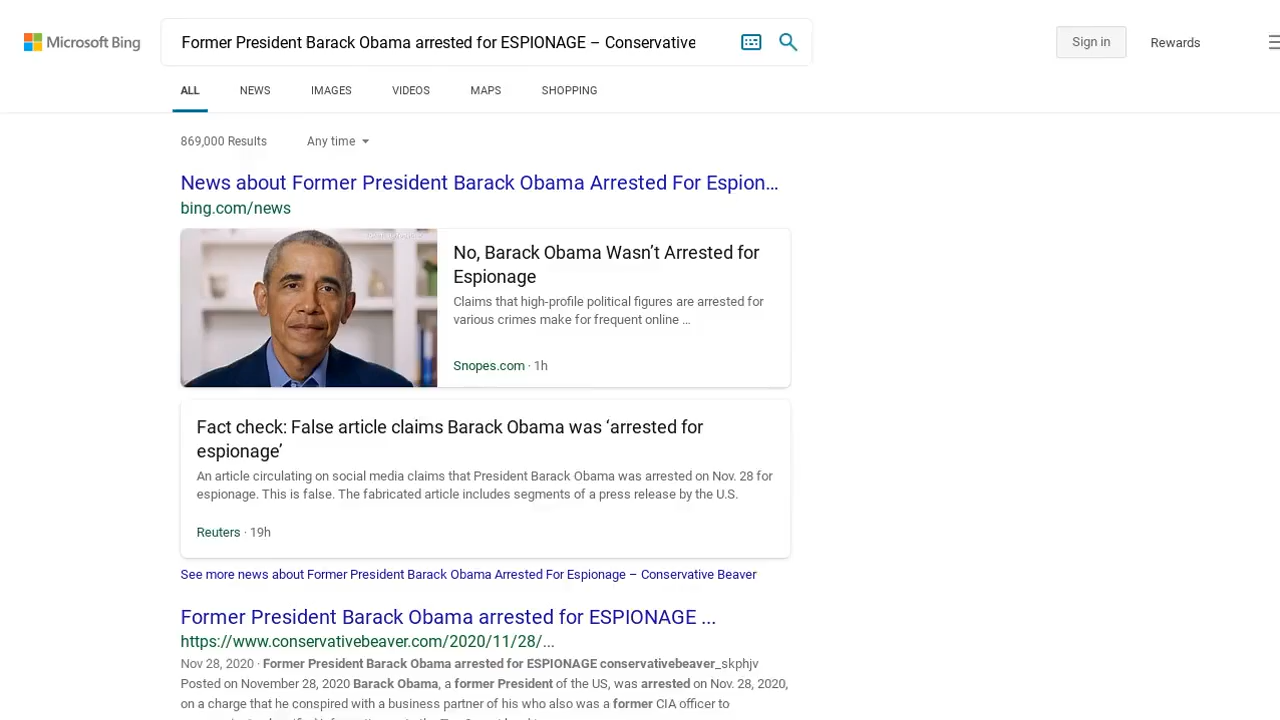 Microsoft Bing
Former President Barack Obama arrested for ESPIONAGE – Conservative
Sign in
Rewards
ALL NEWS IMAGES VIDEOS MAPS SHOPPING
869,000 Results Any time
News about Former President Barack Obama Arrested For Espion…
bing.com/news
No, Barack Obama Wasn’t Arrested for
Espionage
Claims that high-profile political figures are arrested for
various crimes make for frequent online …
Snopes.com · 1h
Fact check: False article claims Barack Obama was ‘arrested for
espionage’
An article circulating on social media claims that President Barack Obama was arrested on Nov. 28 for
espionage. This is false. The fabricated article includes segments of a press release by the U.S.
Reuters · 19h
See more news about Former President Barack Obama Arrested For Espionage – Conservative Beaver
Former President Barack Obama arrested for ESPIONAGE ...
https://www.conservativebeaver.com/2020/11/28/...
Nov 28, 2020 · Former President Barack Obama arrested for ESPIONAGE conservativebeaver_skphjv
Posted on November 28, 2020 Barack Obama, a former President of the US, was arrested on Nov. 28, 2020,
on a charge that he conspired with a business partner of his who also was a former CIA officer to